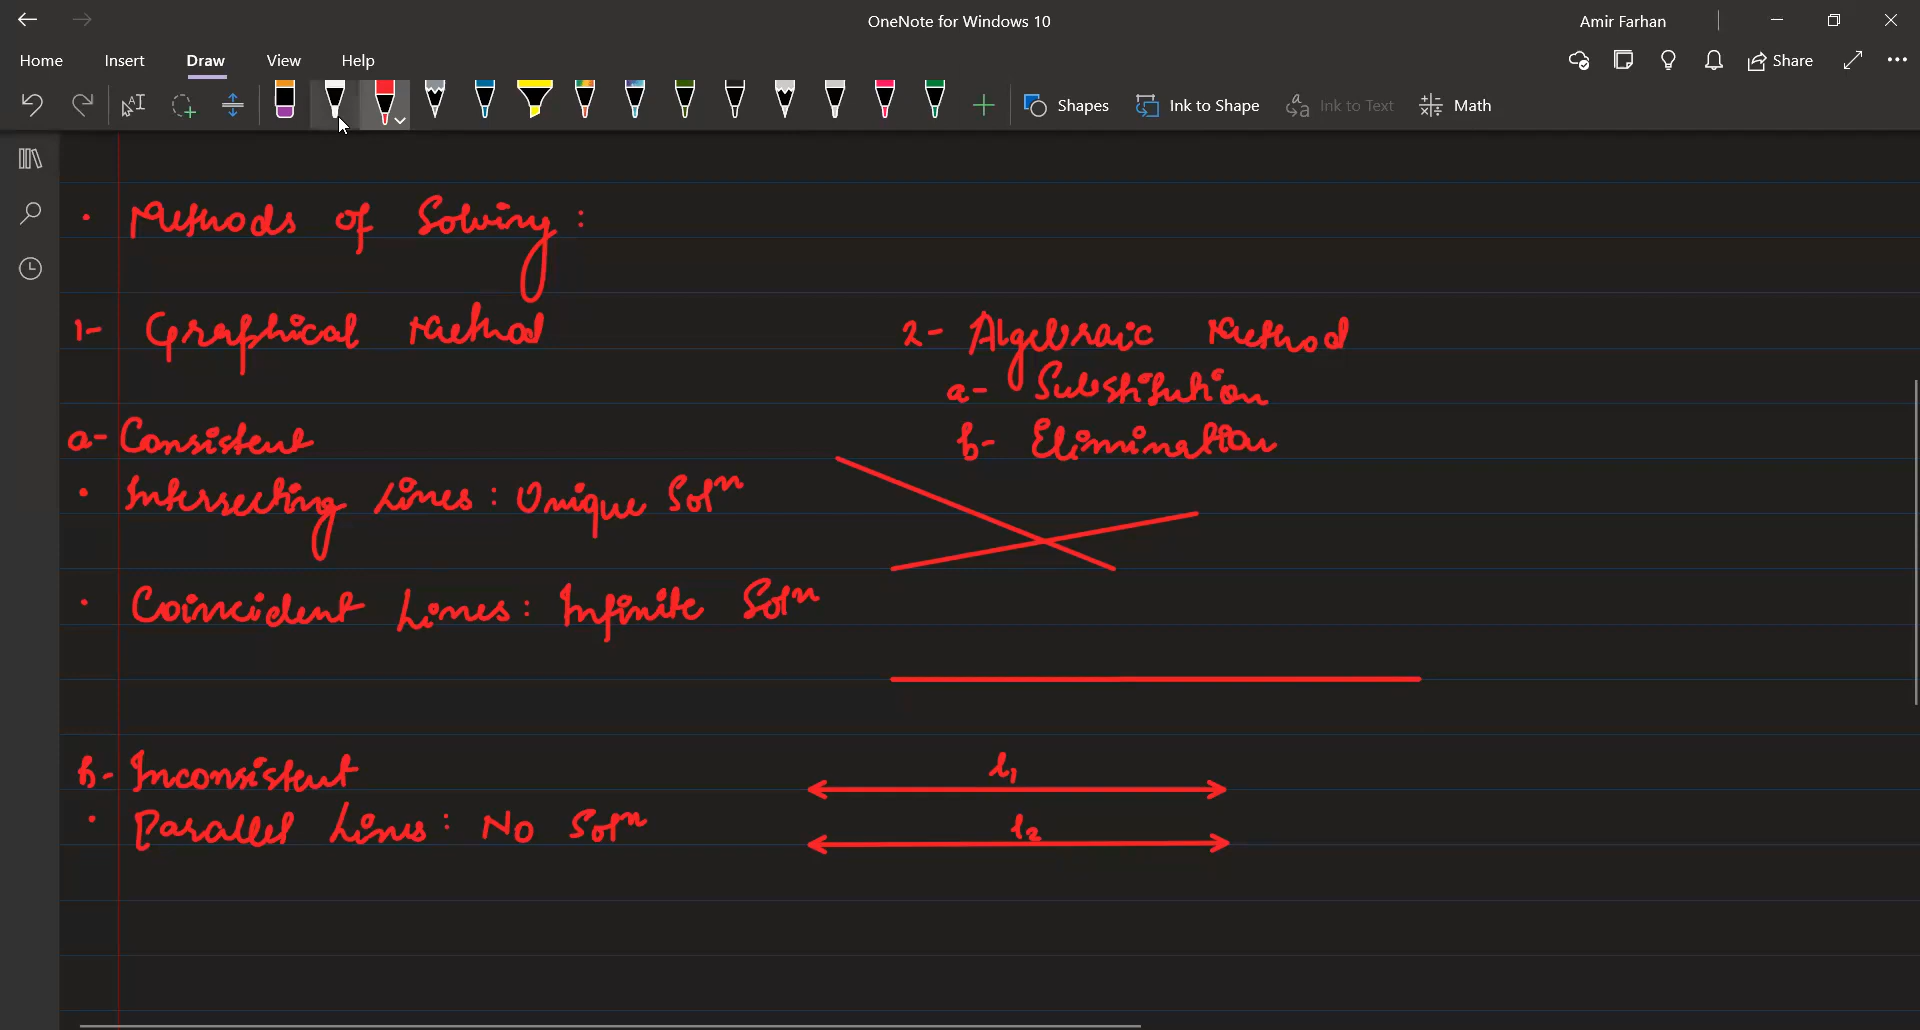 OneNote for Windows 10
Amir Farhan
Home Insert Draw View Help
Share
Shapes Ink to Shape Ink to Text Math
• Methods of Solving :
1- Graphical Method
2- Algebraic Method
a- Substitution
b- Elimination
a- Consistent
• Intersecting Lines : Unique Solⁿ
• Coincident Lines : Infinite Solⁿ
b- Inconsistent
l₁
• Parallel Lines : No Solⁿ
l₂